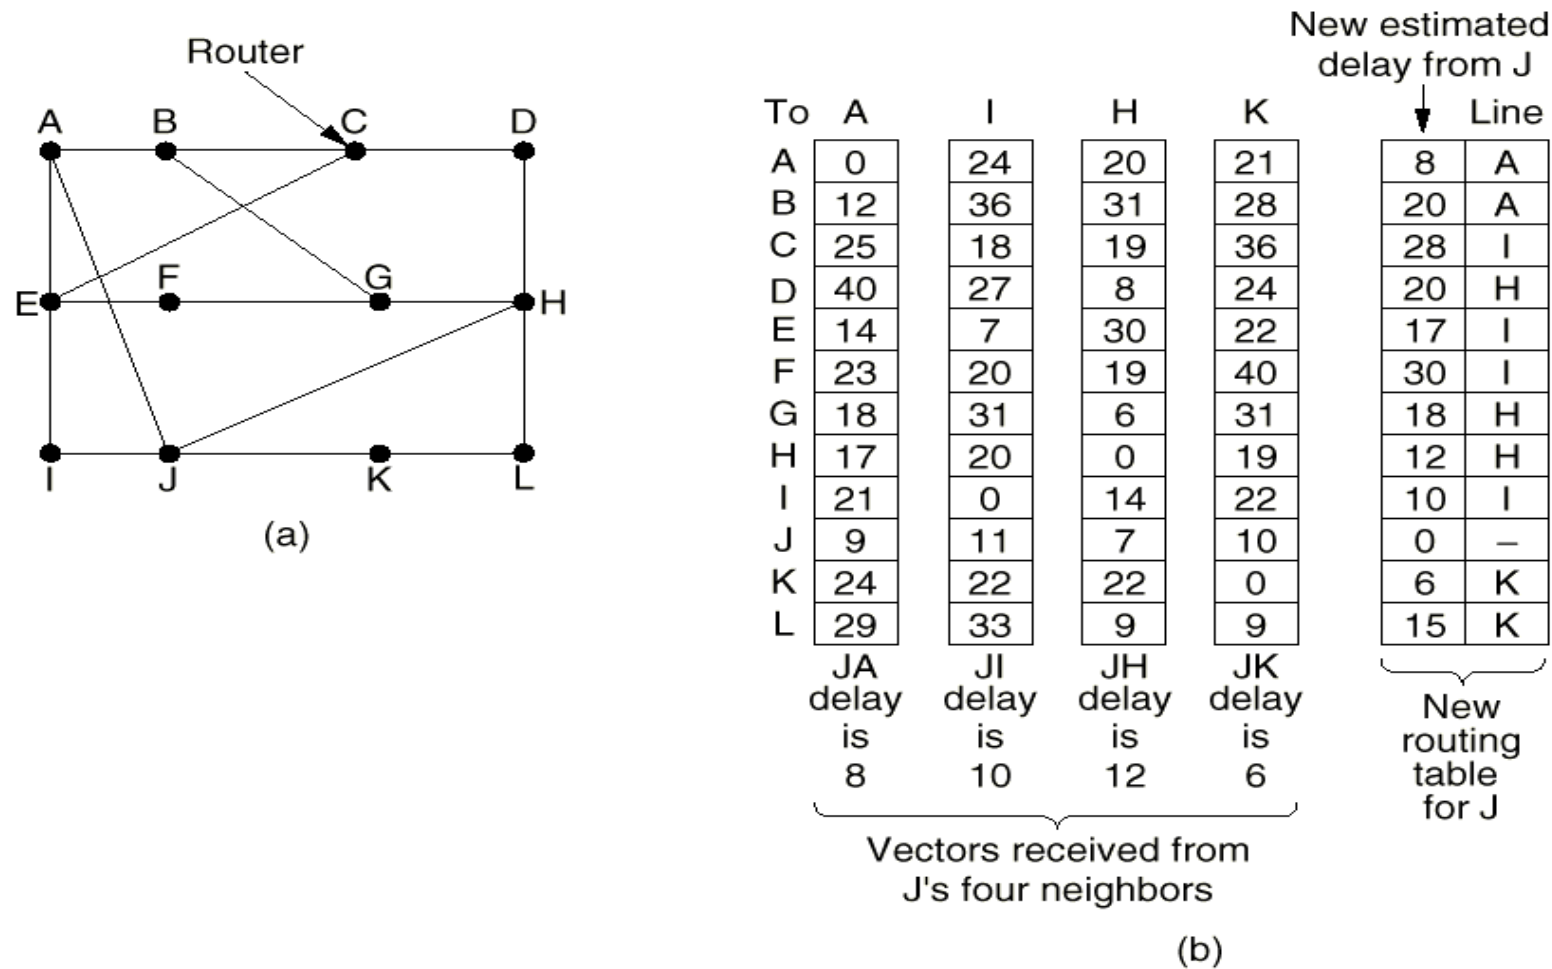 Router
A B C D
E F G H
I J K L
(a)
New estimated
delay from J
To A I H K Line
A 0 24 20 21 8 A
B 12 36 31 28 20 A
C 25 18 19 36 28 I
D 40 27 8 24 20 H
E 14 7 30 22 17 I
F 23 20 19 40 30 I
G 18 31 6 31 18 H
H 17 20 0 19 12 H
I 21 0 14 22 10 I
J 9 11 7 10 0 –
K 24 22 22 0 6 K
L 29 33 9 9 15 K
JA JI JH JK
delay delay delay delay
is is is is
8 10 12 6
Vectors received from
J's four neighbors
New
routing
table
for J
(b)